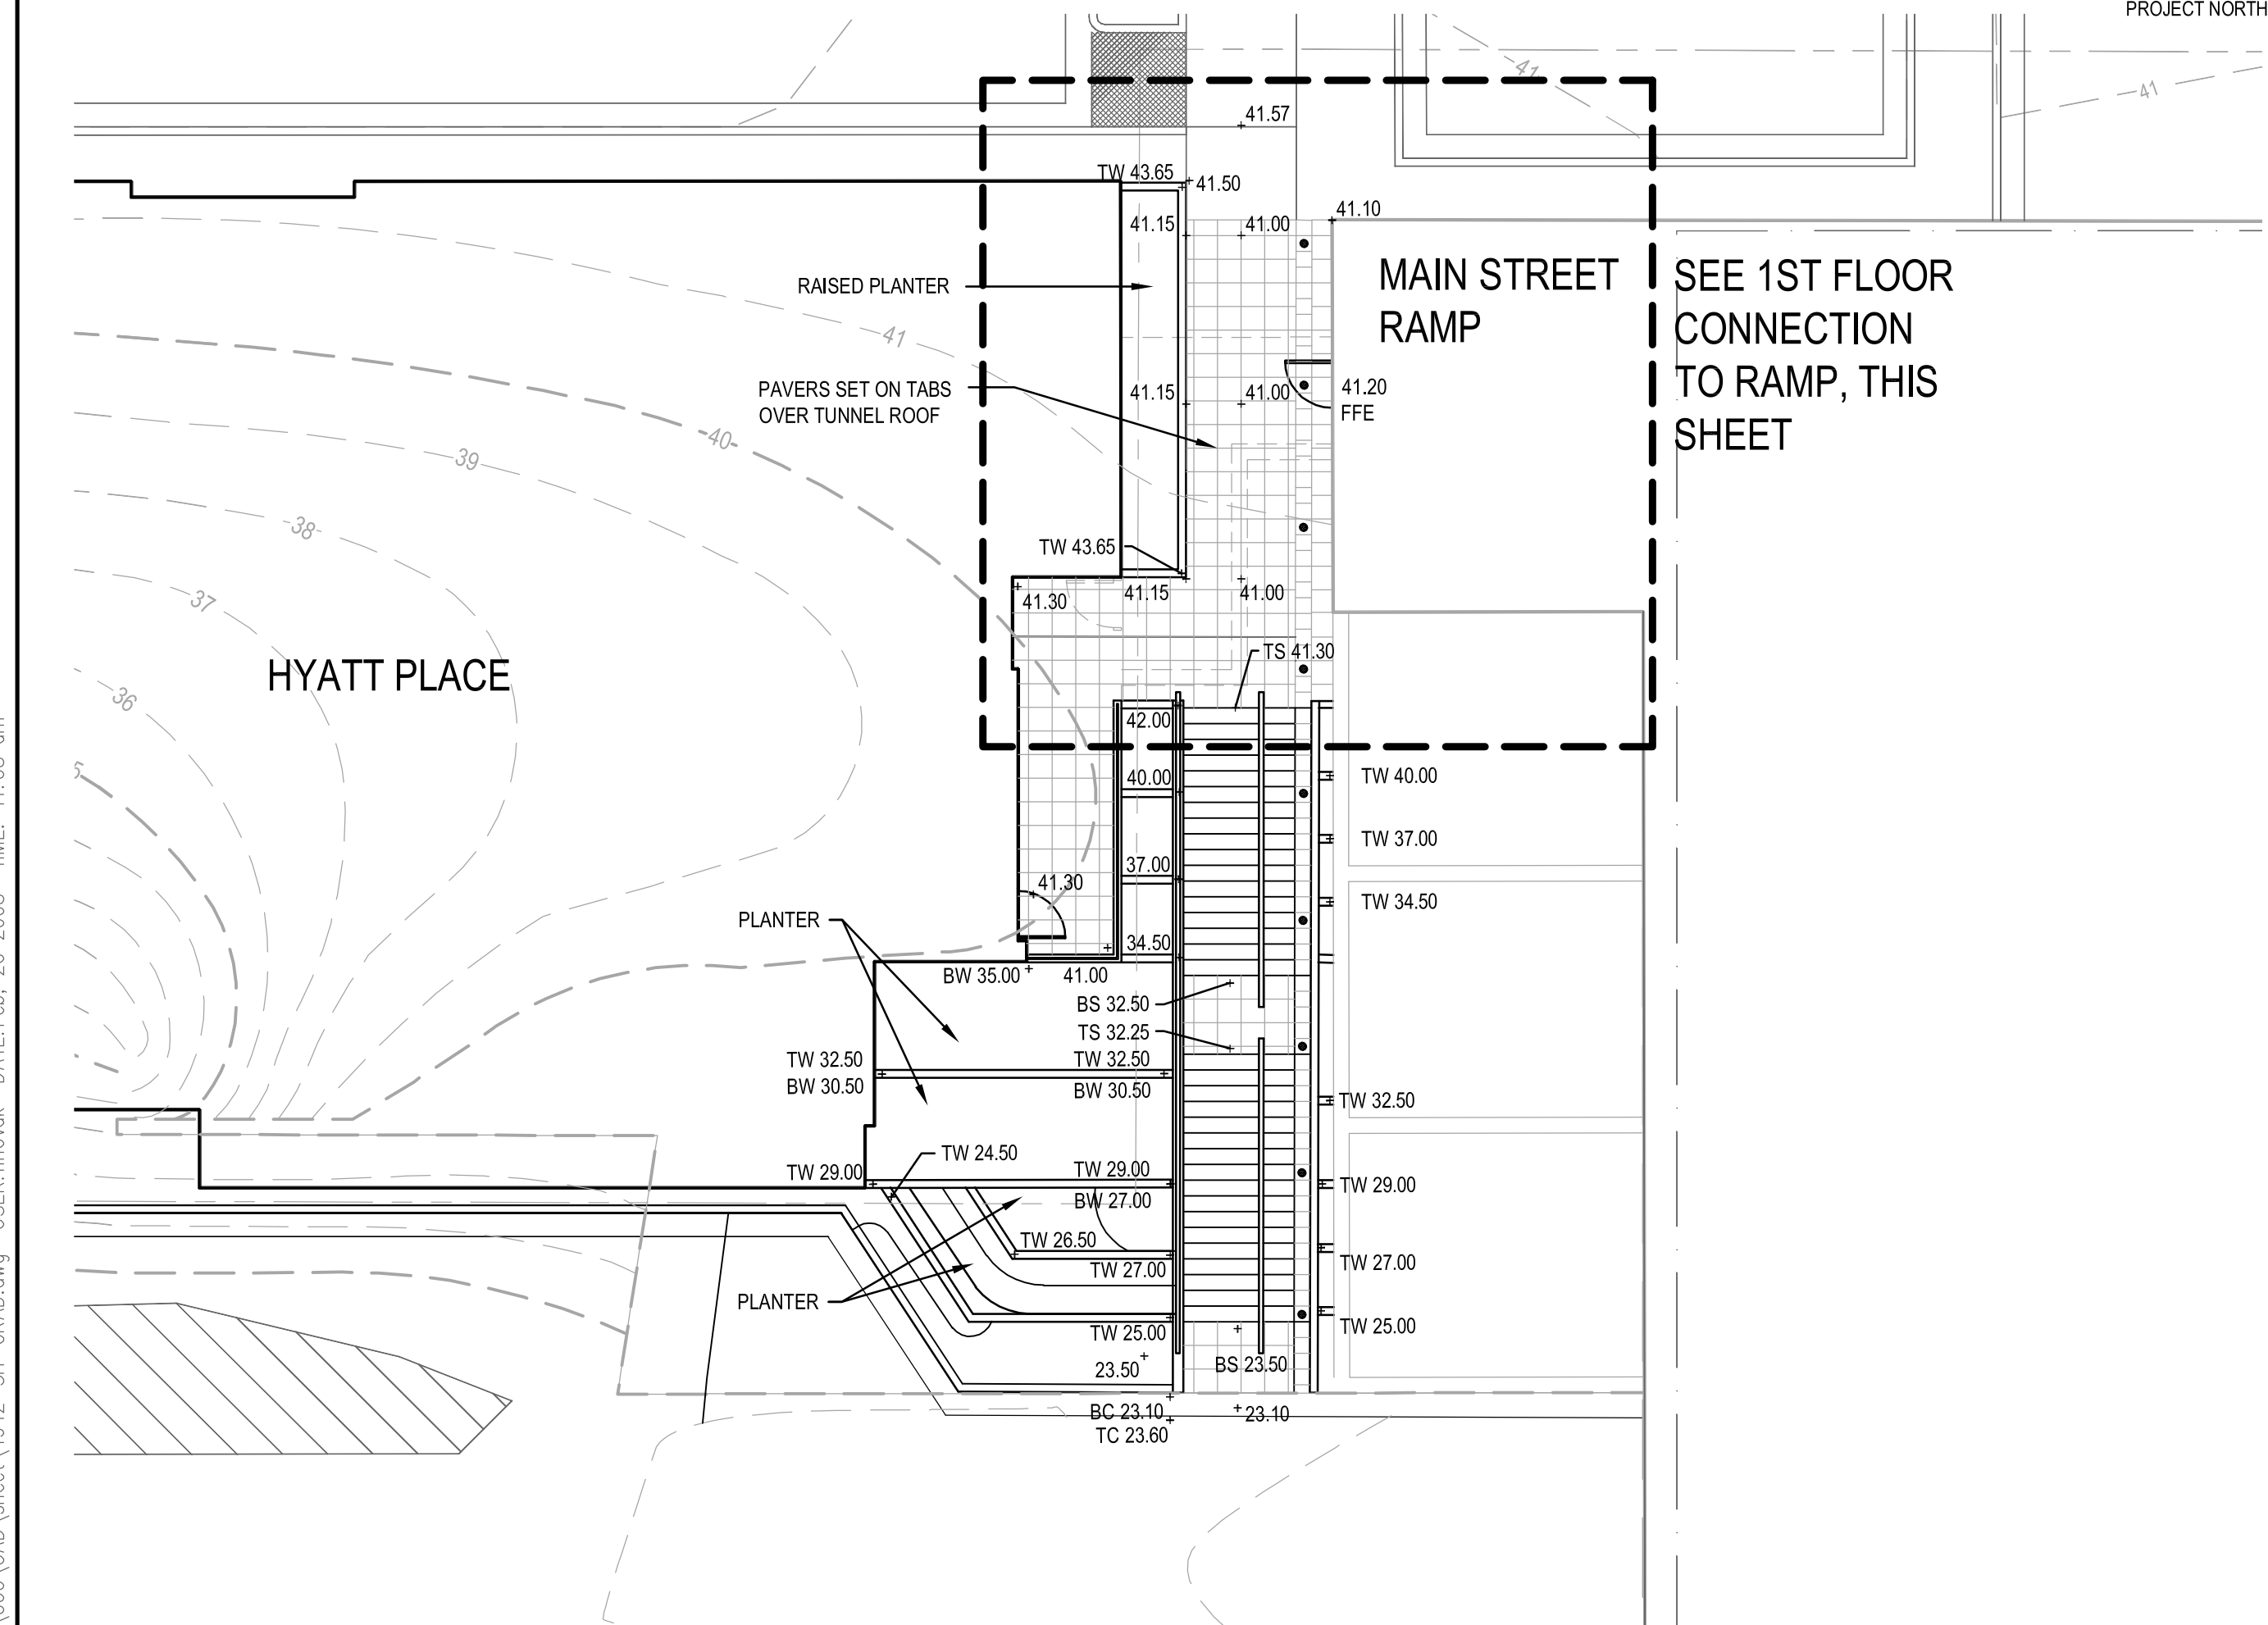 PROJECT NORTH
41
41
41.57
TW 43.65
41.50
41.10
41.15
41.00
RAISED PLANTER
MAIN STREET
RAMP
SEE 1ST FLOOR
CONNECTION
TO RAMP, THIS
SHEET
41
PAVERS SET ON TABS
OVER TUNNEL ROOF
41.15
41.00
41.20
FFE
40
39
38
37
36
TW 43.65
41.30
41.15
41.00
HYATT PLACE
TS 41.30
42.00
40.00
TW 40.00
37.00
TW 37.00
41.30
34.50
TW 34.50
PLANTER
BW 35.00
41.00
BS 32.50
TS 32.25
TW 32.50
BW 30.50
TW 32.50
BW 30.50
TW 32.50
TW 24.50
TW 29.00
TW 29.00
BW 27.00
TW 29.00
TW 26.50
TW 27.00
TW 27.00
PLANTER
TW 25.00
TW 25.00
23.50
BS 23.50
BC 23.10
TC 23.60
23.10